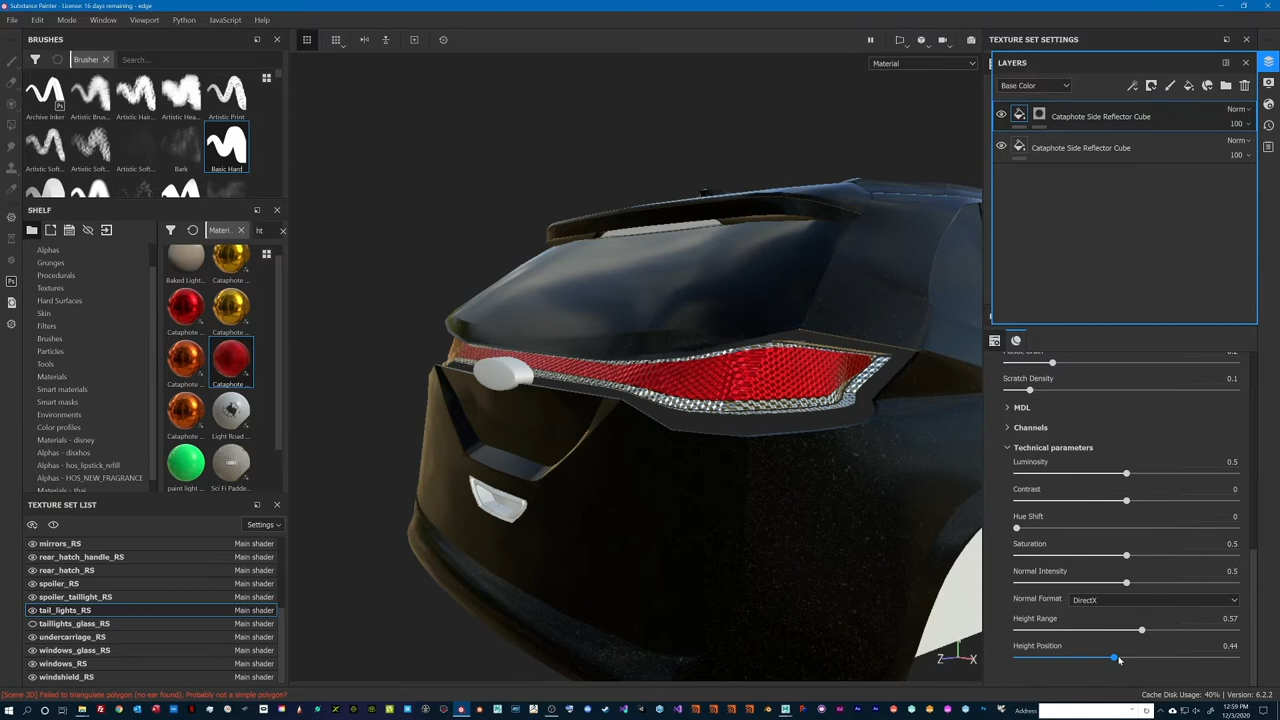 Substance Painter - License: 16 days remaining - edge
File Edit Mode Window Viewport Python JavaScript Help
BRUSHES
Brushes
Search...
Archive Inker Artistic Brus... Artistic Hair... Artistic Hea... Artistic Print
Artistic Soft... Artistic Soft... Artistic Soft... Bark Basic Hard
SHELF
Materi... ht
Alphas
Grunges
Procedurals
Textures
Hard Surfaces
Skin
Filters
Brushes
Particles
Tools
Materials
Smart materials
Smart masks
Environments
Color profiles
Materials - disney
Alphas - disxhos
Alphas - hos_lipstick_refill
Alphas - HOS_NEW_FRAGRANCE
Materials - thai
Baked Light... Cataphote ...
Cataphote ... Cataphote ...
Cataphote ... Cataphote ...
Cataphote ... Light Road ...
paint light ... Sci Fi Padde...
TEXTURE SET LIST
Settings
mirrors_RS Main shader
rear_hatch_handle_RS Main shader
rear_hatch_RS Main shader
spoiler_RS Main shader
spoiler_taillight_RS Main shader
tail_lights_RS Main shader
taillights_glass_RS Main shader
undercarriage_RS Main shader
windows_glass_RS Main shader
windows_RS Main shader
windshield_RS Main shader
Material
Z X
TEXTURE SET SETTINGS
LAYERS
Base Color
Cataphote Side Reflector Cube Norm 100
Cataphote Side Reflector Cube Norm 100
0.2
Scratch Density 0.1
MDL
Channels
Technical parameters
Luminosity 0.5
Contrast 0
Hue Shift 0
Saturation 0.5
Normal Intensity 0.5
Normal Format DirectX
Height Range 0.57
Height Position 0.44
[Scene 3D] Failed to triangulate polygon (no ear found). Probably not a simple polygon?
Cache Disk Usage: 40% | Version: 6.2.2
Address
12:59 PM
12/3/2020